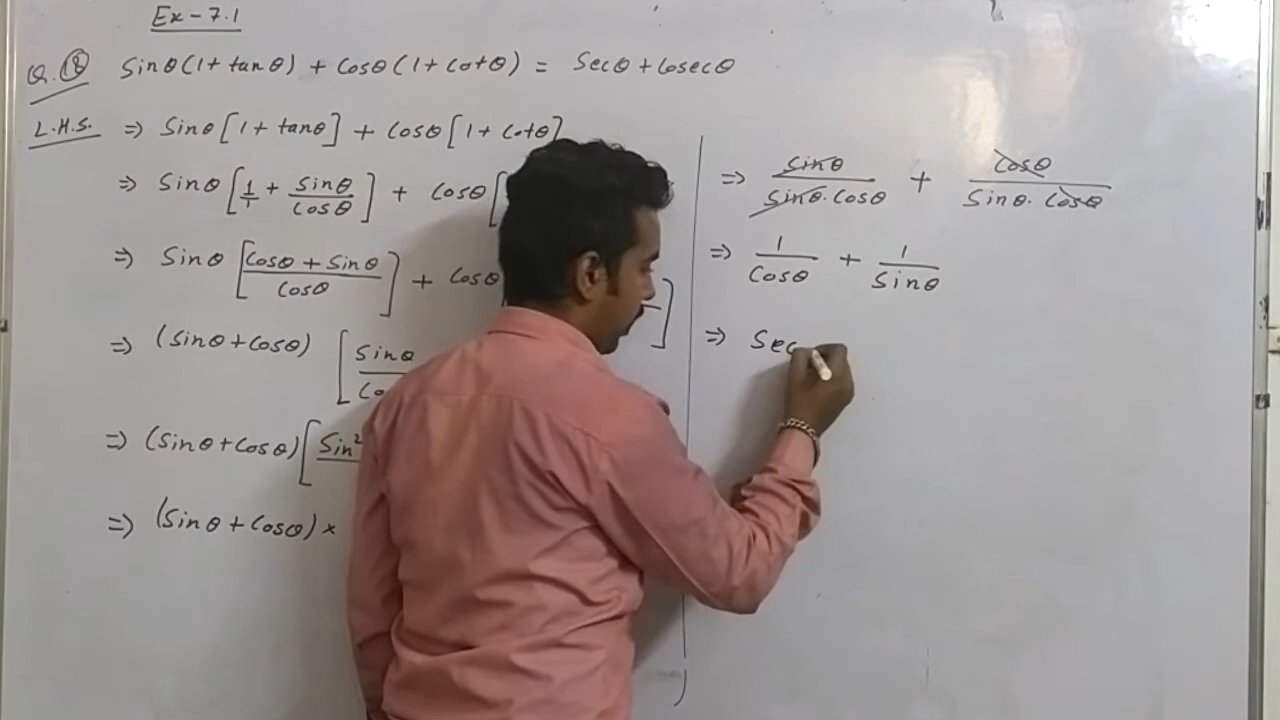 Ex-7.1
Q.18 Sinθ(1+tanθ) + Cosθ(1+Cotθ) = Secθ+Cosecθ
L.H.S. ⇒ Sinθ[1+tanθ] + Cosθ[1+Cotθ]
⇒ Sinθ[1/1 + Sinθ/Cosθ] + Cosθ[
⇒ Sinθ[Cosθ+Sinθ/Cosθ] + Cosθ
⇒ (Sinθ+Cosθ) [Sinθ
⇒ (Sinθ+Cosθ)[Sin²
⇒ (Sinθ+Cosθ)×
⇒ Sinθ/Sinθ.Cosθ + Cosθ/Sinθ.Cosθ
⇒ 1/Cosθ + 1/Sinθ
⇒ Sec